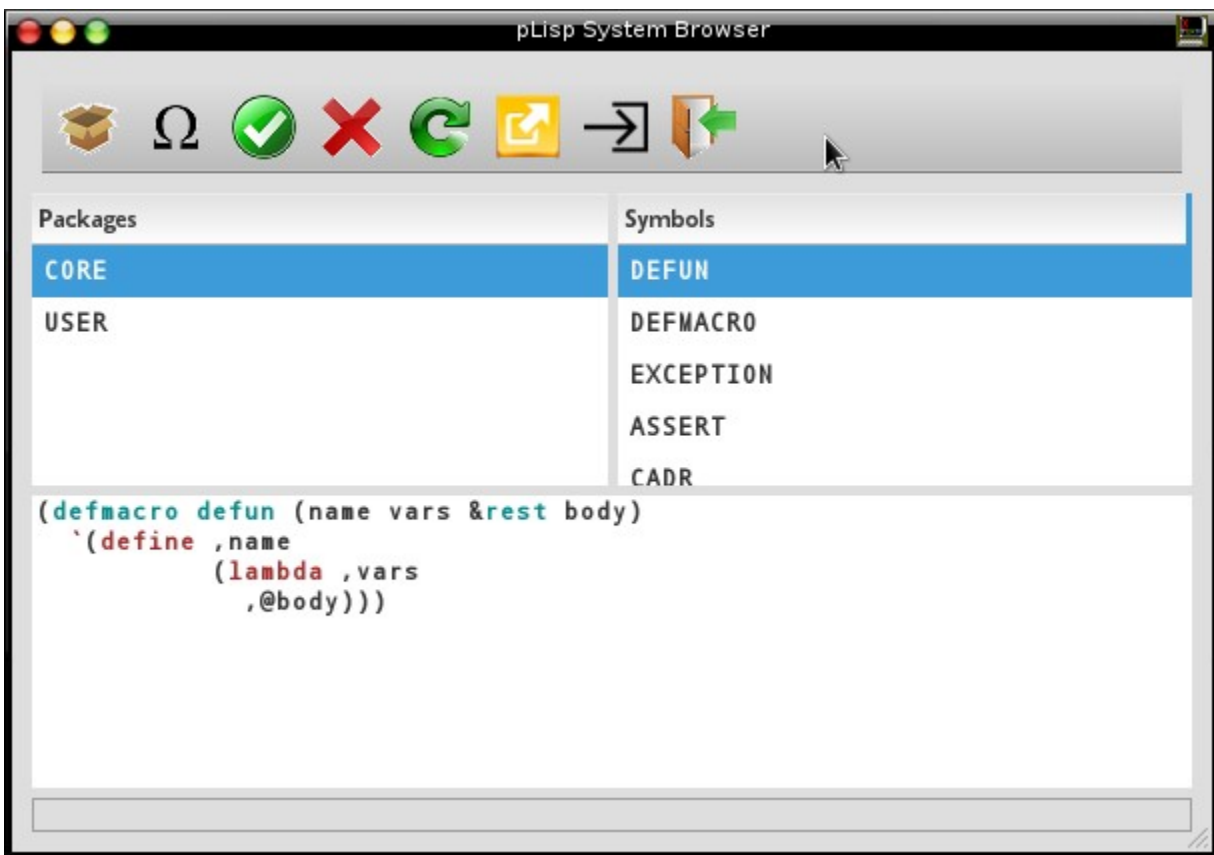 pLisp System Browser
Ω
Packages
Symbols
CORE
USER
DEFUN
DEFMACRO
EXCEPTION
ASSERT
CADR
(defmacro defun (name vars &rest body)
  `(define ,name
           (lambda ,vars
             ,@body)))